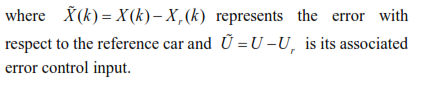 where X̃(k) = X(k) − X_r(k) represents the error with
respect to the reference car and Ũ = U − U_r is its associated
error control input.